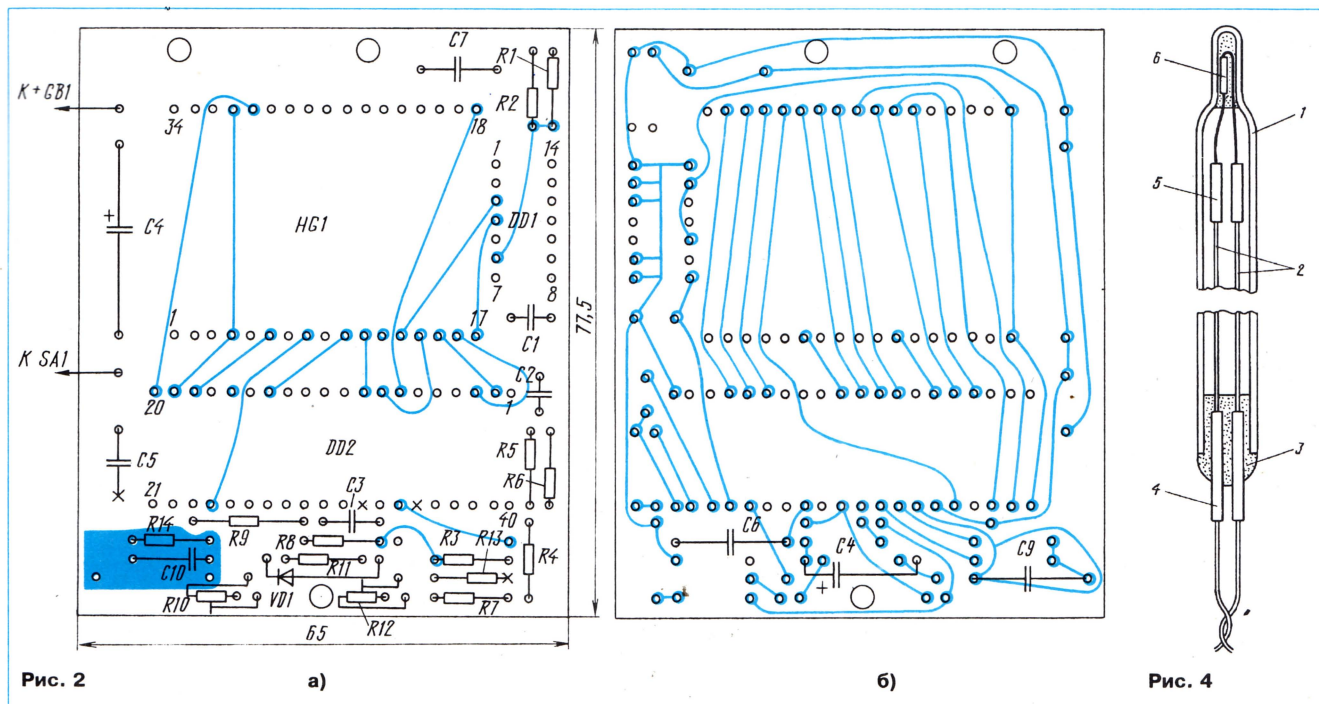 C7
R1
R2
К+GB1
34
18
1
14
C4
+
HG1
DD1
7
8
1
17
C1
77,5
К SA1
C2
20
1
C5
DD2
R5
R6
21
C3
40
R14
R9
R8
R3
R13
R4
C10
R11
R10
VD1
R12
R7
65
C6
C4
+
C9
6
1
5
2
3
4
Рис. 2
а)
б)
Рис. 4